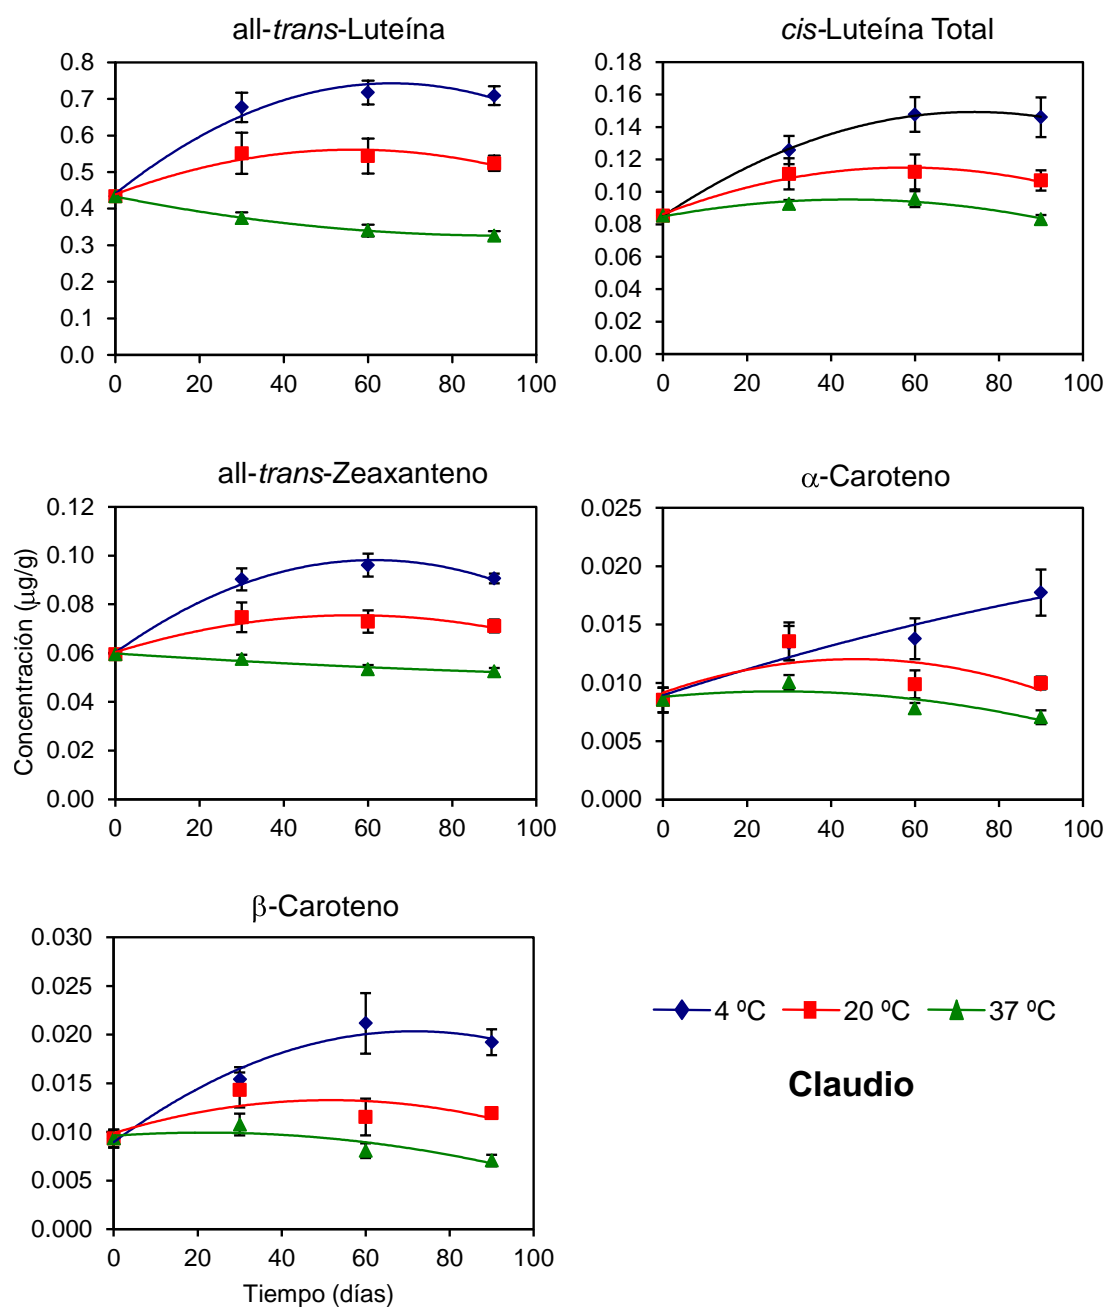 all-trans-Luteína
0.8
0.7
0.6
0.5
0.4
0.3
0.2
0.1
0.0
0 20 40 60 80 100
cis-Luteína Total
0.18
0.16
0.14
0.12
0.10
0.08
0.06
0.04
0.02
0.00
0 20 40 60 80 100
all-trans-Zeaxanteno
Concentración (μg/g)
0.12
0.10
0.08
0.06
0.04
0.02
0.00
0 20 40 60 80 100
α-Caroteno
0.025
0.020
0.015
0.010
0.005
0.000
0 20 40 60 80 100
β-Caroteno
0.030
0.025
0.020
0.015
0.010
0.005
0.000
0 20 40 60 80 100
Tiempo (días)
4 ºC 20 ºC 37 ºC
Claudio